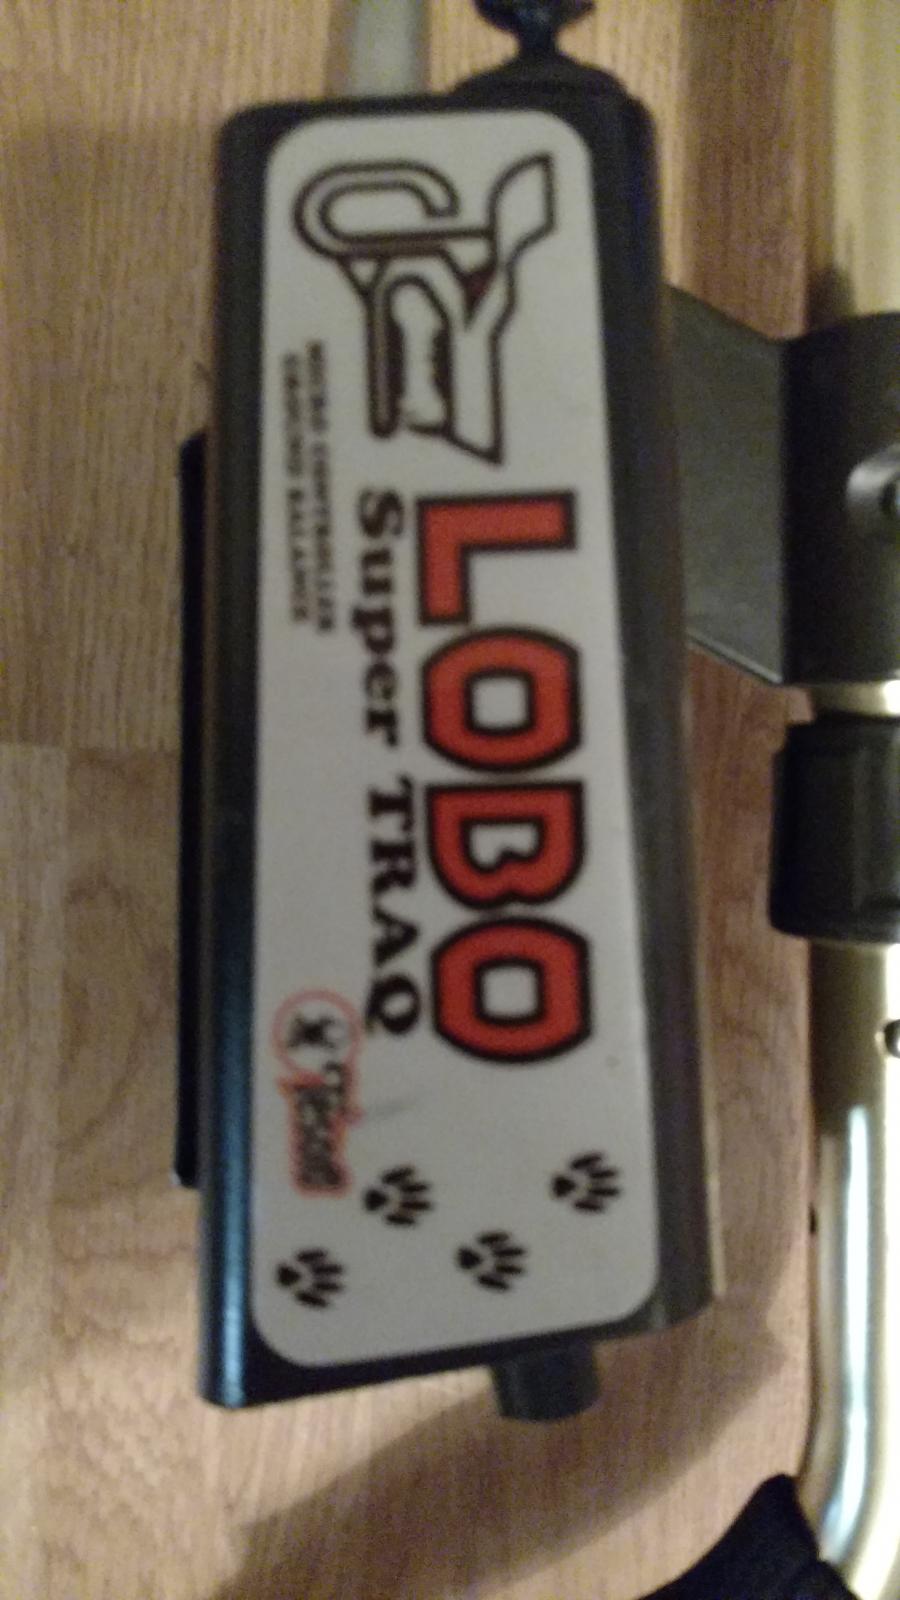 LOBO
Super TRAQ
MICRO CONTROLLER
GROUND BALANCE